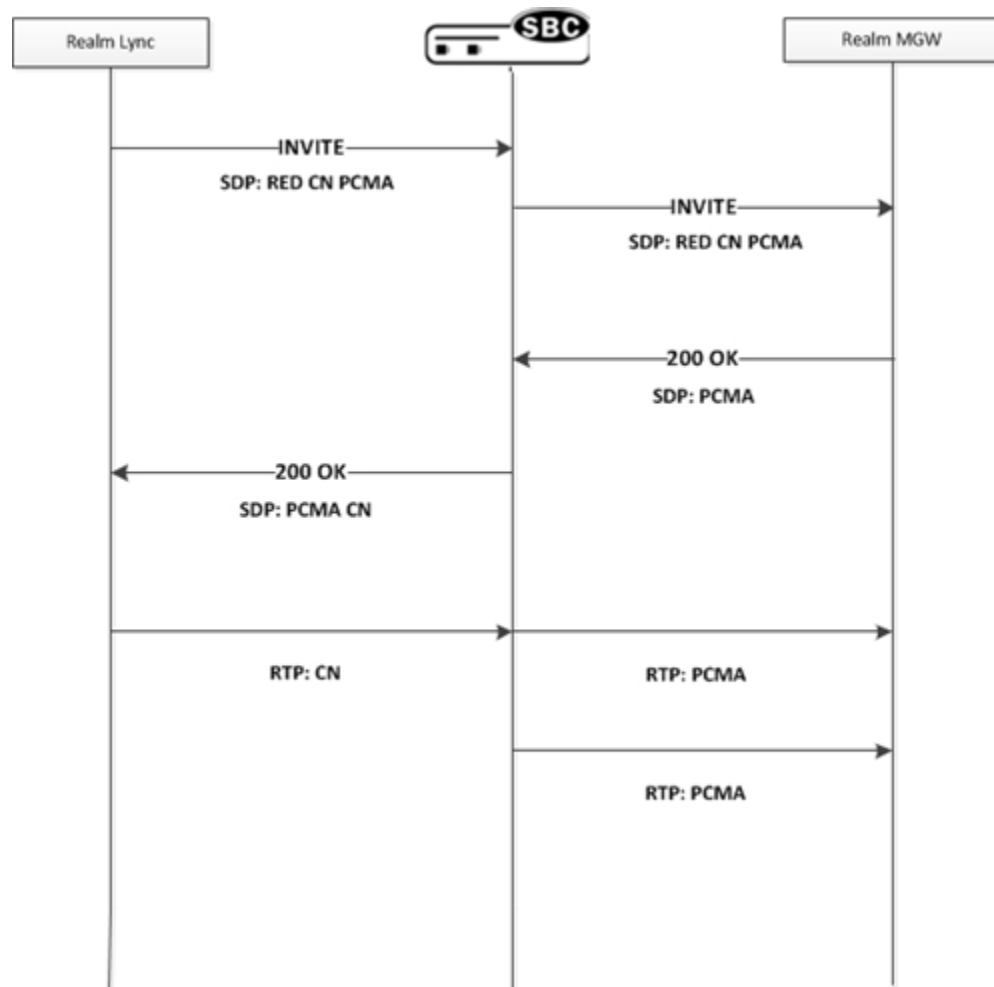 Realm Lync
SBC
Realm MGW
INVITE
SDP: RED CN PCMA
INVITE
SDP: RED CN PCMA
200 OK
SDP: PCMA
200 OK
SDP: PCMA CN
RTP: CN
RTP: PCMA
RTP: PCMA